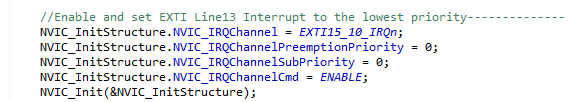 //Enable and set EXTI Line13 Interrupt to the lowest priority--------------
NVIC_InitStructure.NVIC_IRQChannel = EXTI15_10_IRQn;
NVIC_InitStructure.NVIC_IRQChannelPreemptionPriority = 0;
NVIC_InitStructure.NVIC_IRQChannelSubPriority = 0;
NVIC_InitStructure.NVIC_IRQChannelCmd = ENABLE;
NVIC_Init(&NVIC_InitStructure);